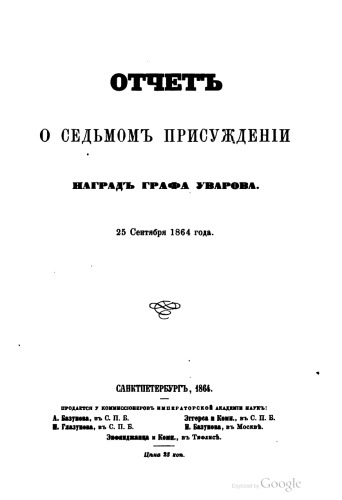 ОТЧЕТЪ
О СЕДЬМОМЪ ПРИСУЖДЕНІИ
НАГРАДЪ ГРАФА УВАРОВА.
25 Сентября 1864 года.
САНКТПЕТЕРБУРГЪ, 1864.
ПРОДАЕТСЯ У КОММИССІОНЕРОВЪ ИМПЕРАТОРСКОЙ АКАДЕМІИ НАУКЪ:
А. Базунова, въ С. П. Б. Эггерса и Комп., въ С. П. Б.
И. Глазунова, въ С. П. Б. И. Базунова, въ Москвѣ.
Энфянджянца и Комп., въ Тифлисѣ.
Цѣна 25 коп.
Digitized by Google